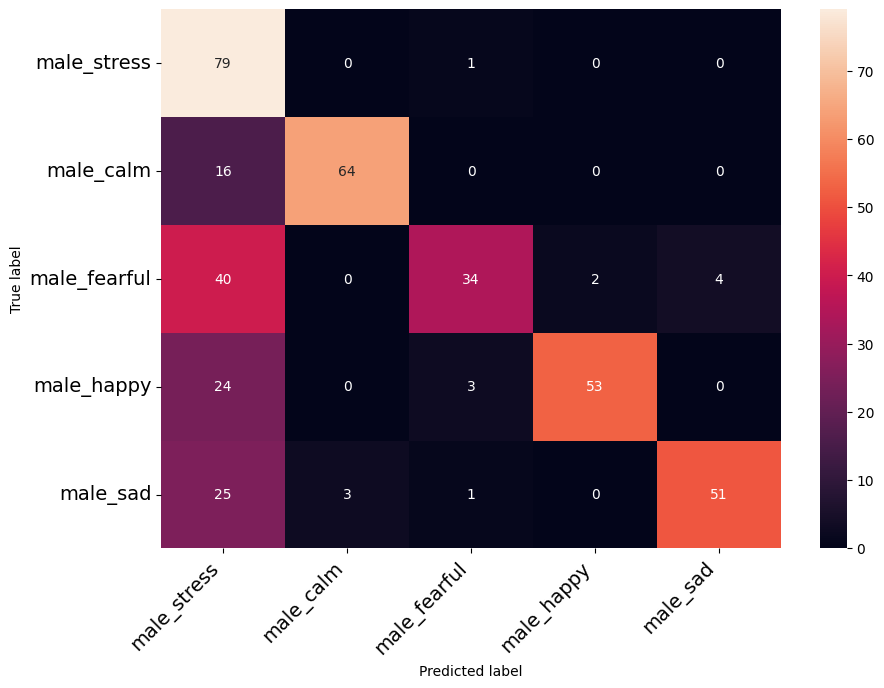 male_stress 79 0 1 0 0
male_calm 16 64 0 0 0
male_fearful 40 0 34 2 4
male_happy 24 0 3 53 0
male_sad 25 3 1 0 51
male_stress male_calm male_fearful male_happy male_sad
Predicted label
True label
70
60
50
40
30
20
10
0